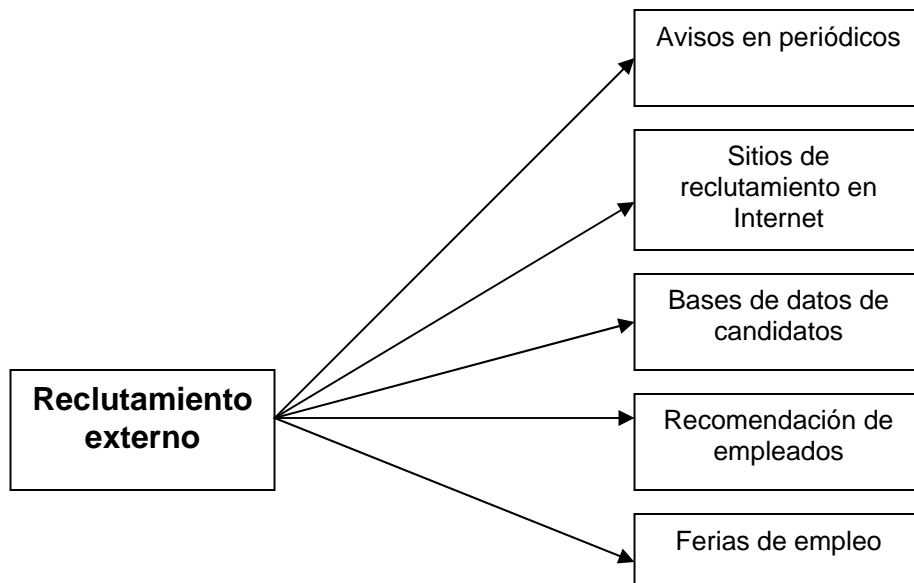 Avisos en periódicos
Sitios de
reclutamiento en
Internet
Bases de datos de
candidatos
Reclutamiento
externo
Recomendación de
empleados
Ferias de empleo